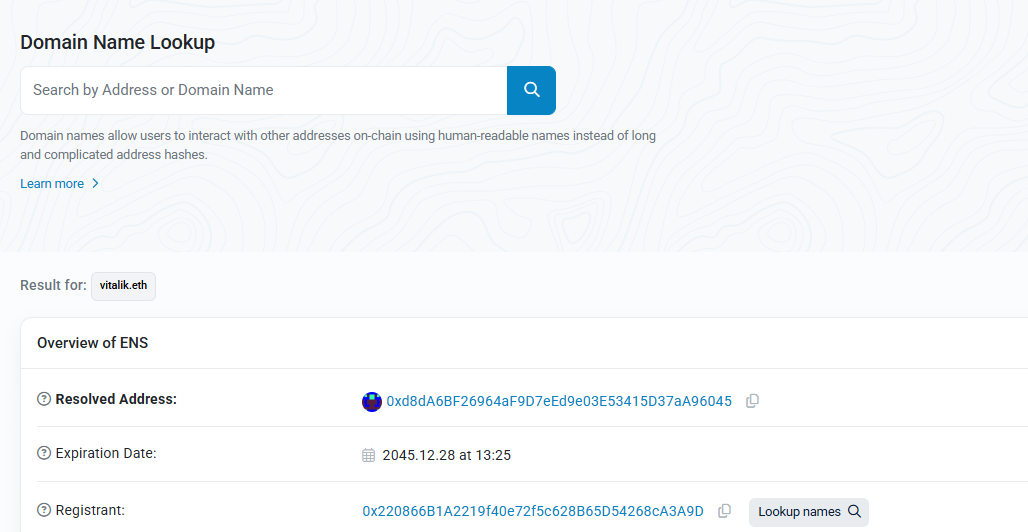 Domain Name Lookup
Search by Address or Domain Name
Domain names allow users to interact with other addresses on-chain using human-readable names instead of long
and complicated address hashes.
Learn more
Result for: vitalik.eth
Overview of ENS
Resolved Address: 0xd8dA6BF26964aF9D7eEd9e03E53415D37aA96045
Expiration Date: 2045.12.28 at 13:25
Registrant: 0x220866B1A2219f40e72f5c628B65D54268cA3A9D Lookup names